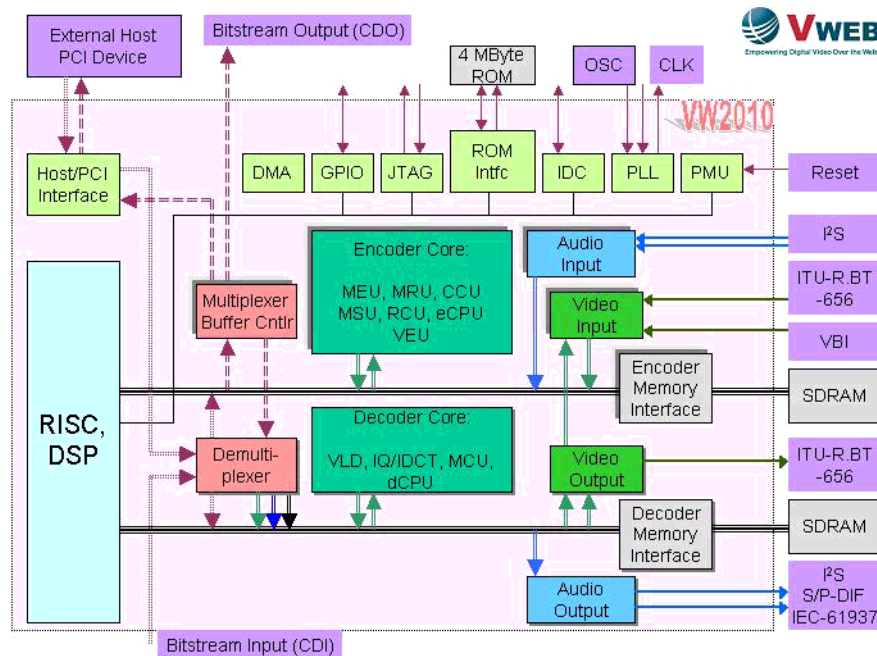 External Host
PCI Device
Bitstream Output (CDO)
VWEB
Empowering Digital Video Over the Web
4 MByte
ROM
OSC
CLK
VW2010
Host/PCI
Interface
DMA
GPIO
JTAG
ROM
Intfc
IDC
PLL
PMU
Reset
Encoder Core:
MEU, MRU, CCU
MSU, RCU, eCPU
VEU
Audio
Input
I²S
Multiplexer
Buffer Cntlr
Video
Input
ITU-R.BT
-656
VBI
Encoder
Memory
Interface
SDRAM
RISC,
DSP
Decoder Core:
VLD, IQ/IDCT, MCU,
dCPU
Demulti-
plexer
Video
Output
ITU-R.BT
-656
Decoder
Memory
Interface
SDRAM
Audio
Output
I²S
S/P-DIF
IEC-61937
Bitstream Input (CDI)